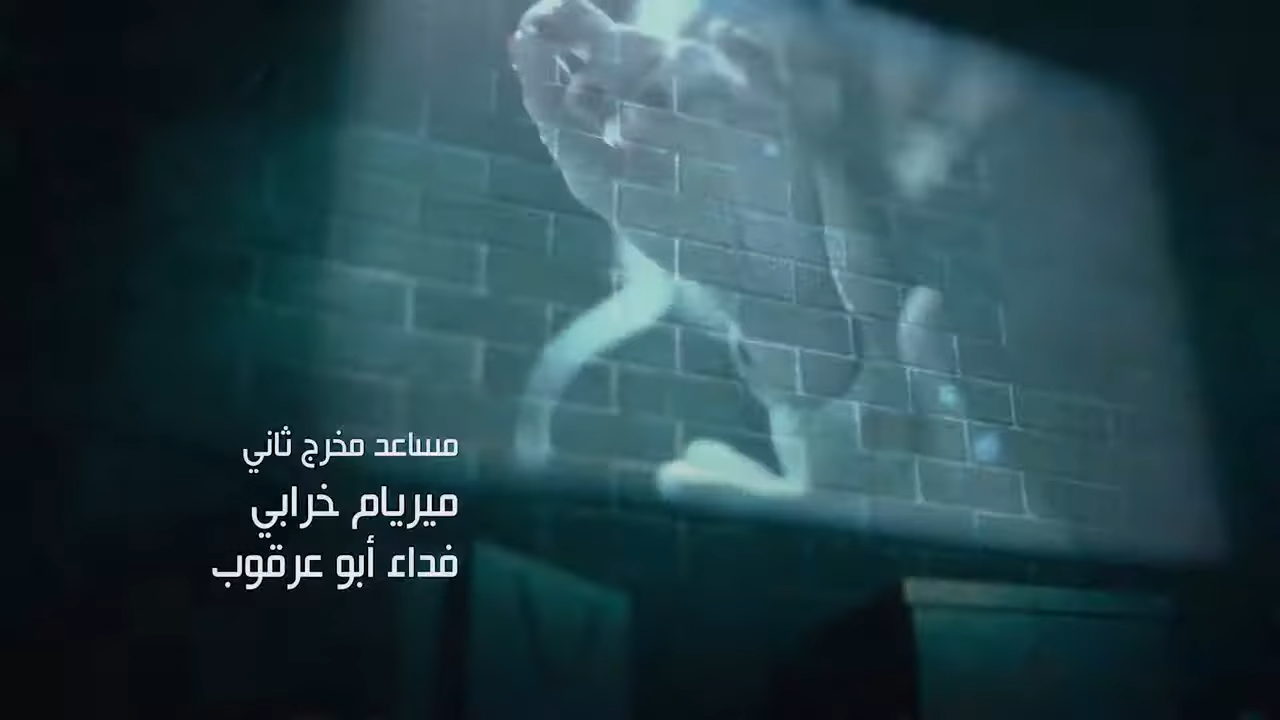 مساعد مخرج ثاني
ميريام خرابي
فداء أبو عرقوب